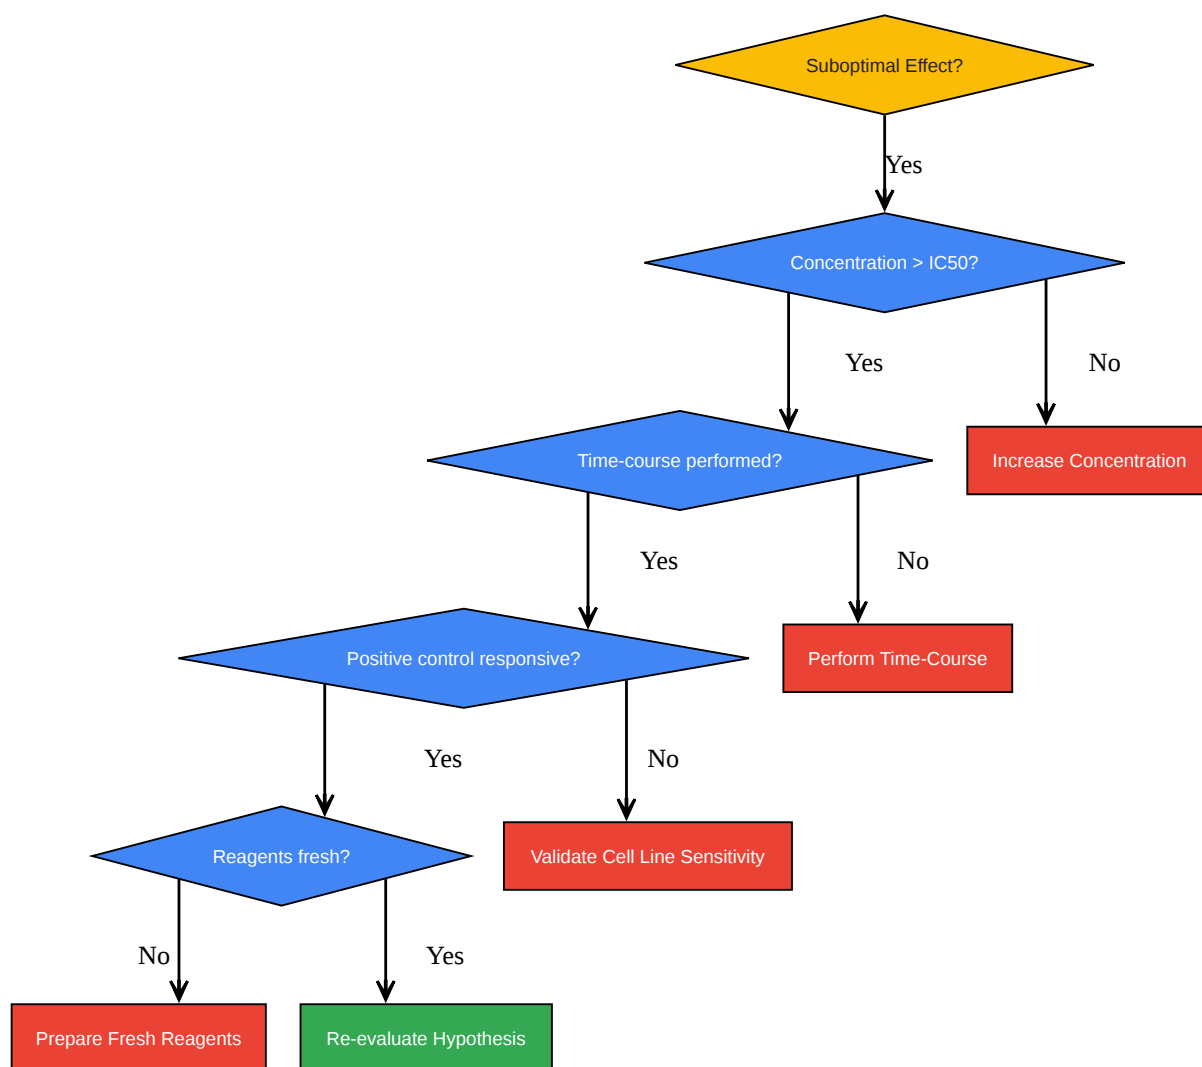 Suboptimal Effect?
Yes
Concentration > IC50?
Yes
No
Time-course performed?
Increase Concentration
Yes
No
Positive control responsive?
Perform Time-Course
Yes
No
Reagents fresh?
Validate Cell Line Sensitivity
No
Yes
Prepare Fresh Reagents
Re-evaluate Hypothesis